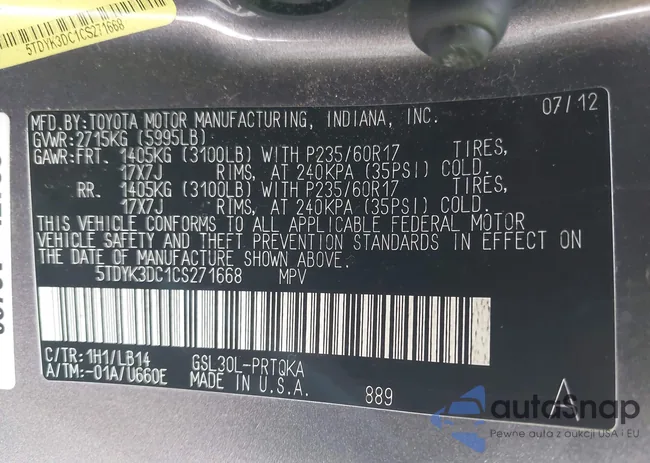 5TDYK3DC1CS271668
MFD.BY:TOYOTA MOTOR MANUFACTURING, INDIANA, INC. 07/12
GVWR:2715KG (5995LB)
GAWR:FRT. 1405KG (3100LB) WITH P235/60R17 TIRES,
17X7J RIMS, AT 240KPA (35PSI) COLD.
RR. 1405KG (3100LB) WITH P235/60R17 TIRES,
17X7J RIMS, AT 240KPA (35PSI) COLD.
THIS VEHICLE CONFORMS TO ALL APPLICABLE FEDERAL MOTOR
VEHICLE SAFETY AND THEFT PREVENTION STANDARDS IN EFFECT ON
THE DATE OF MANUFACTURE SHOWN ABOVE.
5TDYK3DC1CS271668 MPV
C/TR:1H1/LB14 GSL30L-PRTQKA
A/TM:-01A/U660E MADE IN U.S.A. 889 A
autoSnap
Pewne auta z aukcji USA i EU